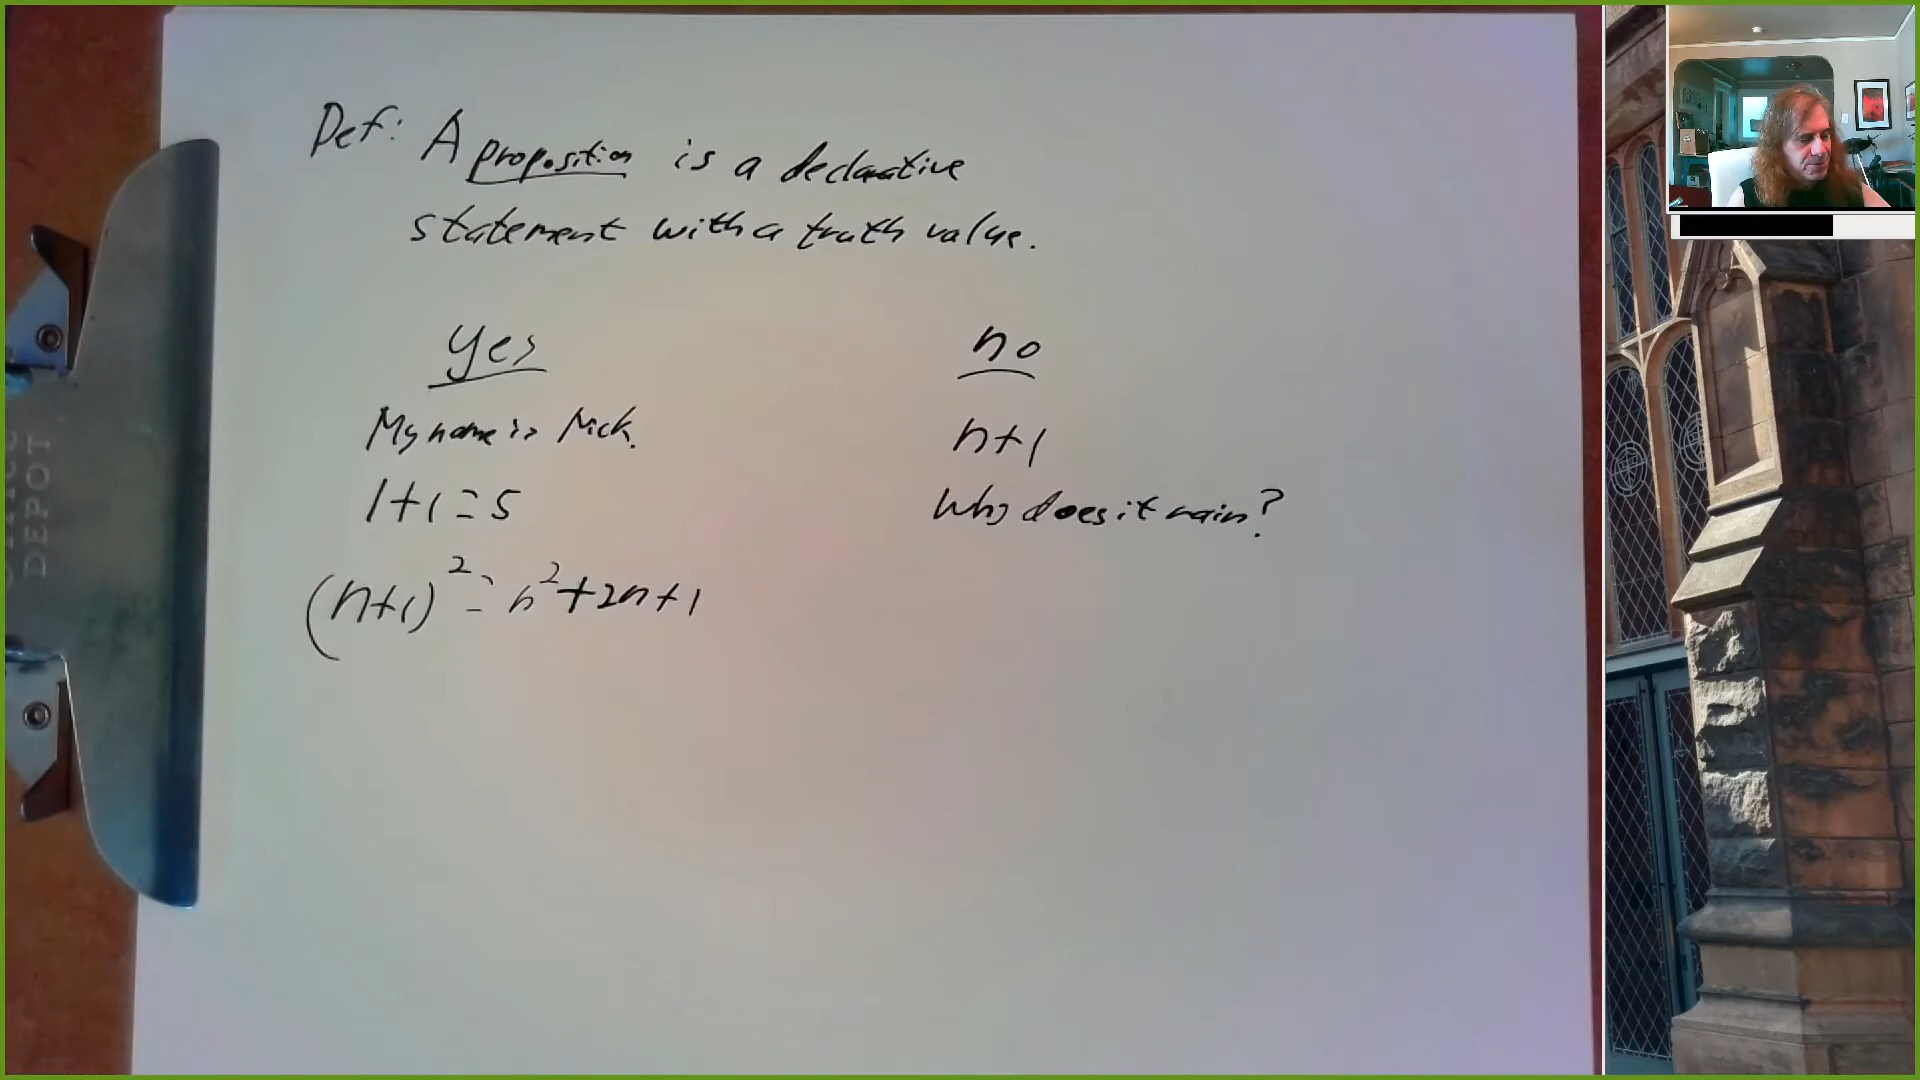 Def: A proposition is a declarative
statement with a truth value.
yes
no
My name is Nick.
n+1
1+1=5
Why does it rain?
(n+1)²=n²+2n+1
DEPOT